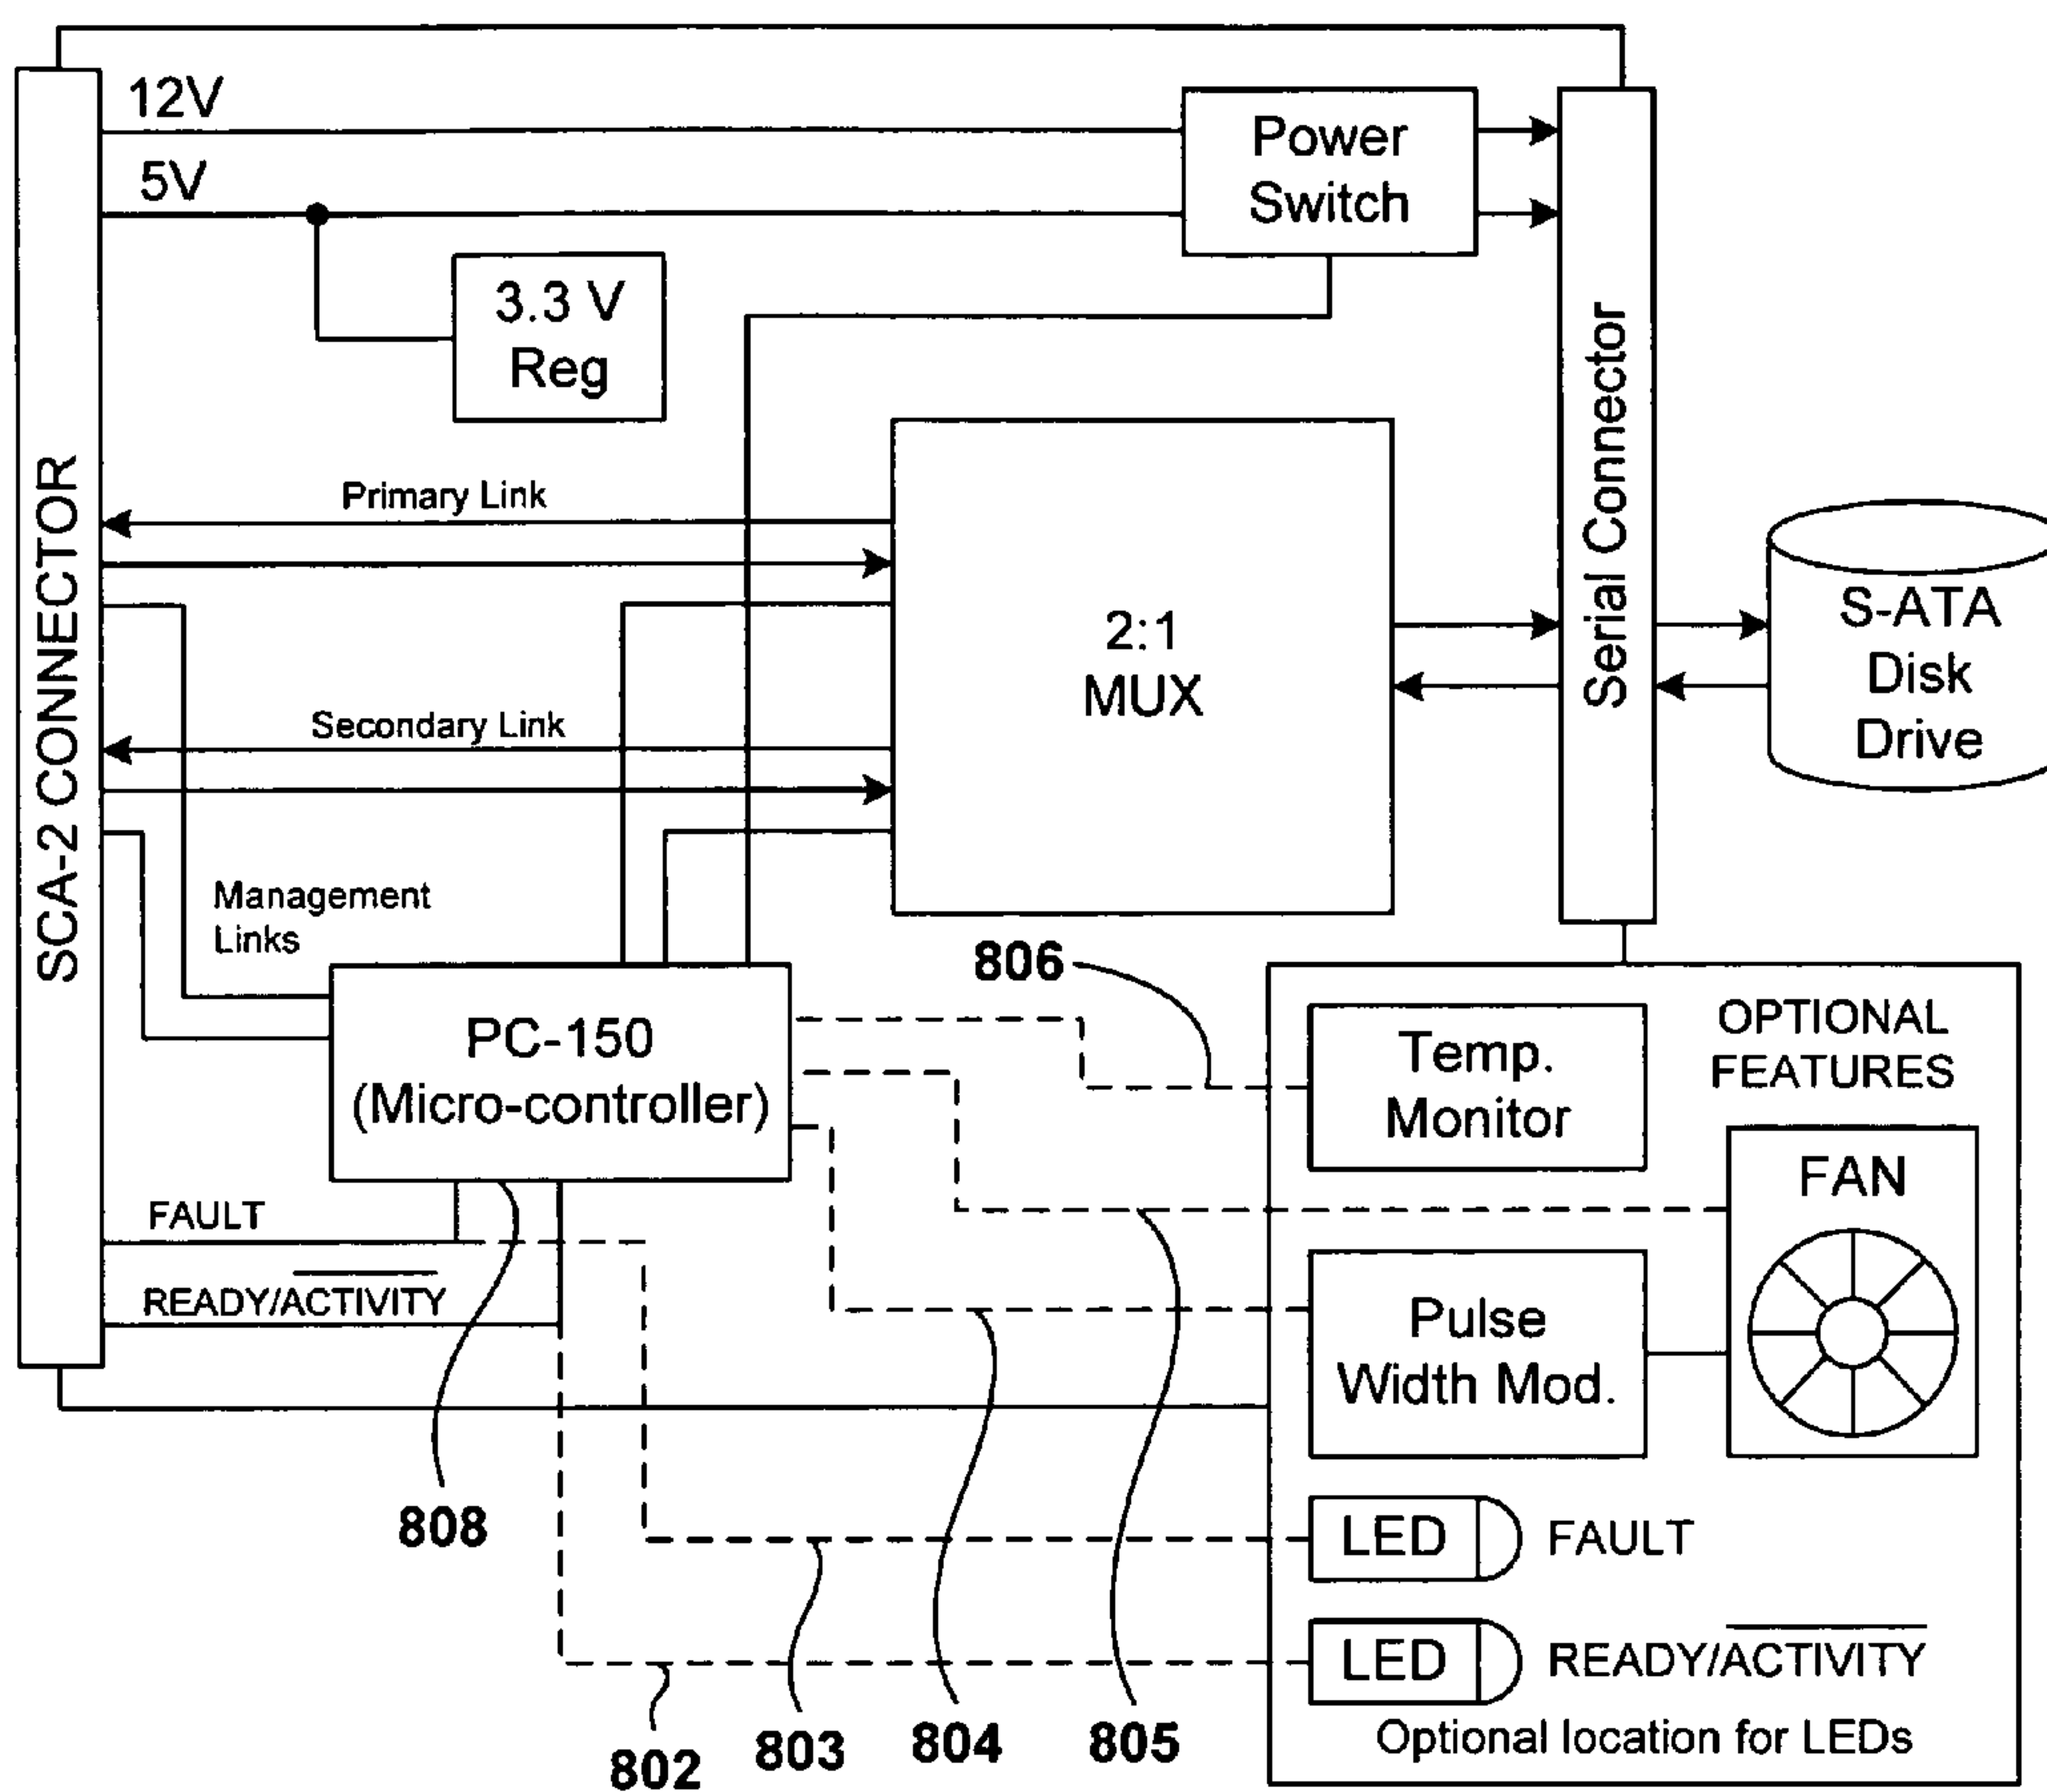 12V
5V
Power
Switch
3.3 V
Reg
SCA-2 CONNECTOR
Primary Link
Secondary Link
2:1
MUX
Serial Connector
S-ATA
Disk
Drive
Management
Links
806
PC-150
(Micro-controller)
OPTIONAL
FEATURES
Temp.
Monitor
FAN
FAULT
READY/ACTIVITY
Pulse
Width Mod.
808
LED
FAULT
LED
READY/ACTIVITY
802
803
804
805
Optional location for LEDs